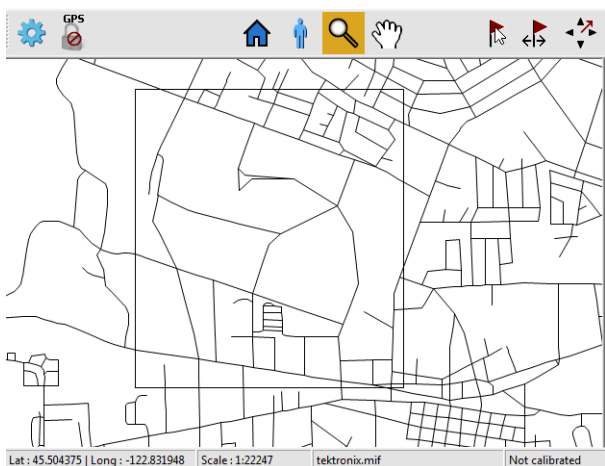 GPS
Lat : 45.504375 | Long : -122.831948 Scale : 1:22247 tektronix.mif Not calibrated